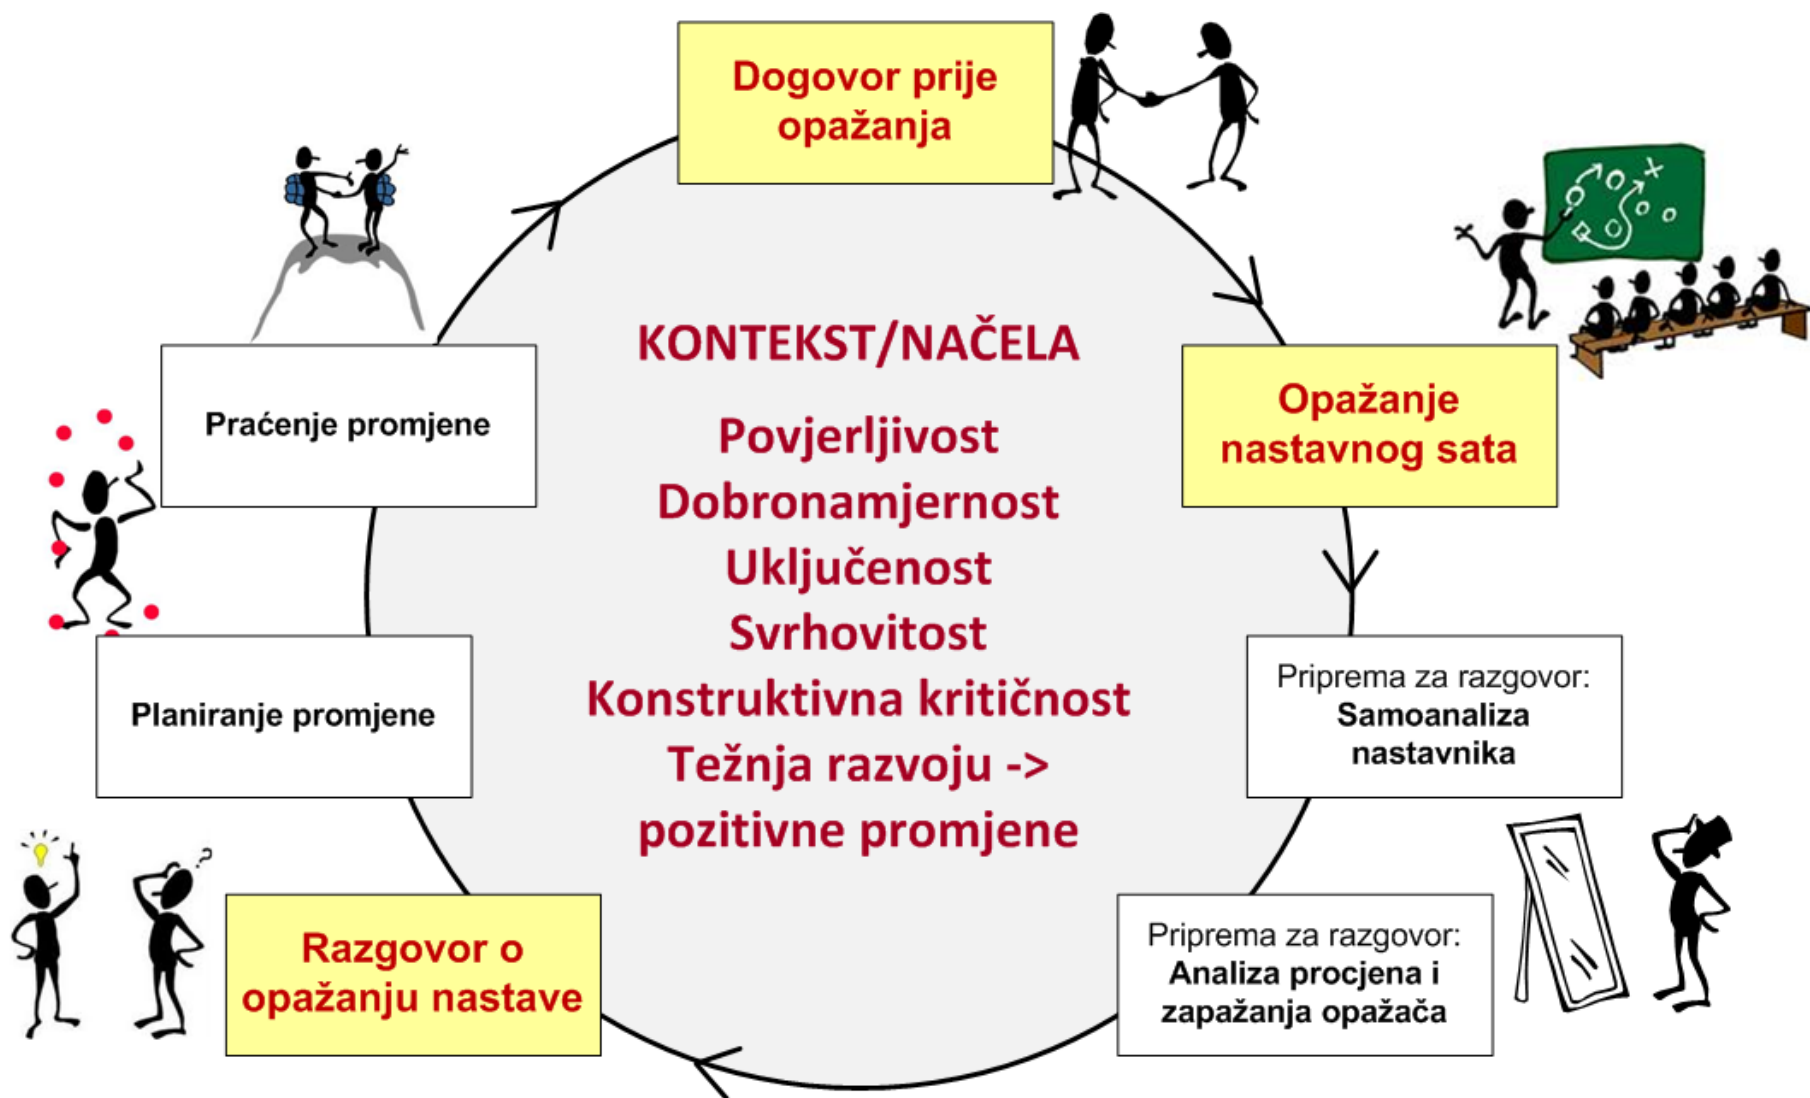 Dogovor prije
opažanja
Opažanje
nastavnog sata
Priprema za razgovor:
Samoanaliza
nastavnika
Priprema za razgovor:
Analiza procjena i
zapažanja opažača
Razgovor o
opažanju nastave
Planiranje promjene
Praćenje promjene
KONTEKST/NAČELA
Povjerljivost
Dobronamjernost
Uključenost
Svrhovitost
Konstruktivna kritičnost
Težnja razvoju ->
pozitivne promjene
?